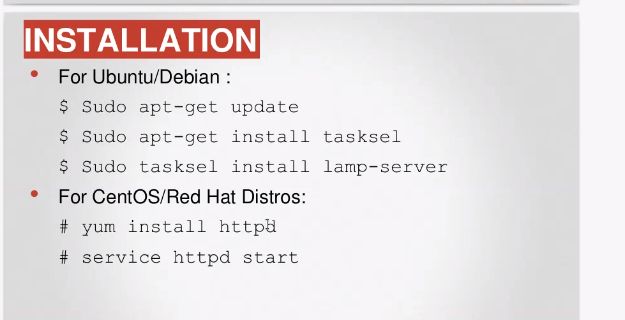 INSTALLATION
• For Ubuntu/Debian :
$ Sudo apt-get update
$ Sudo apt-get install tasksel
$ Sudo tasksel install lamp-server
• For CentOS/Red Hat Distros:
# yum install httpd
# service httpd start